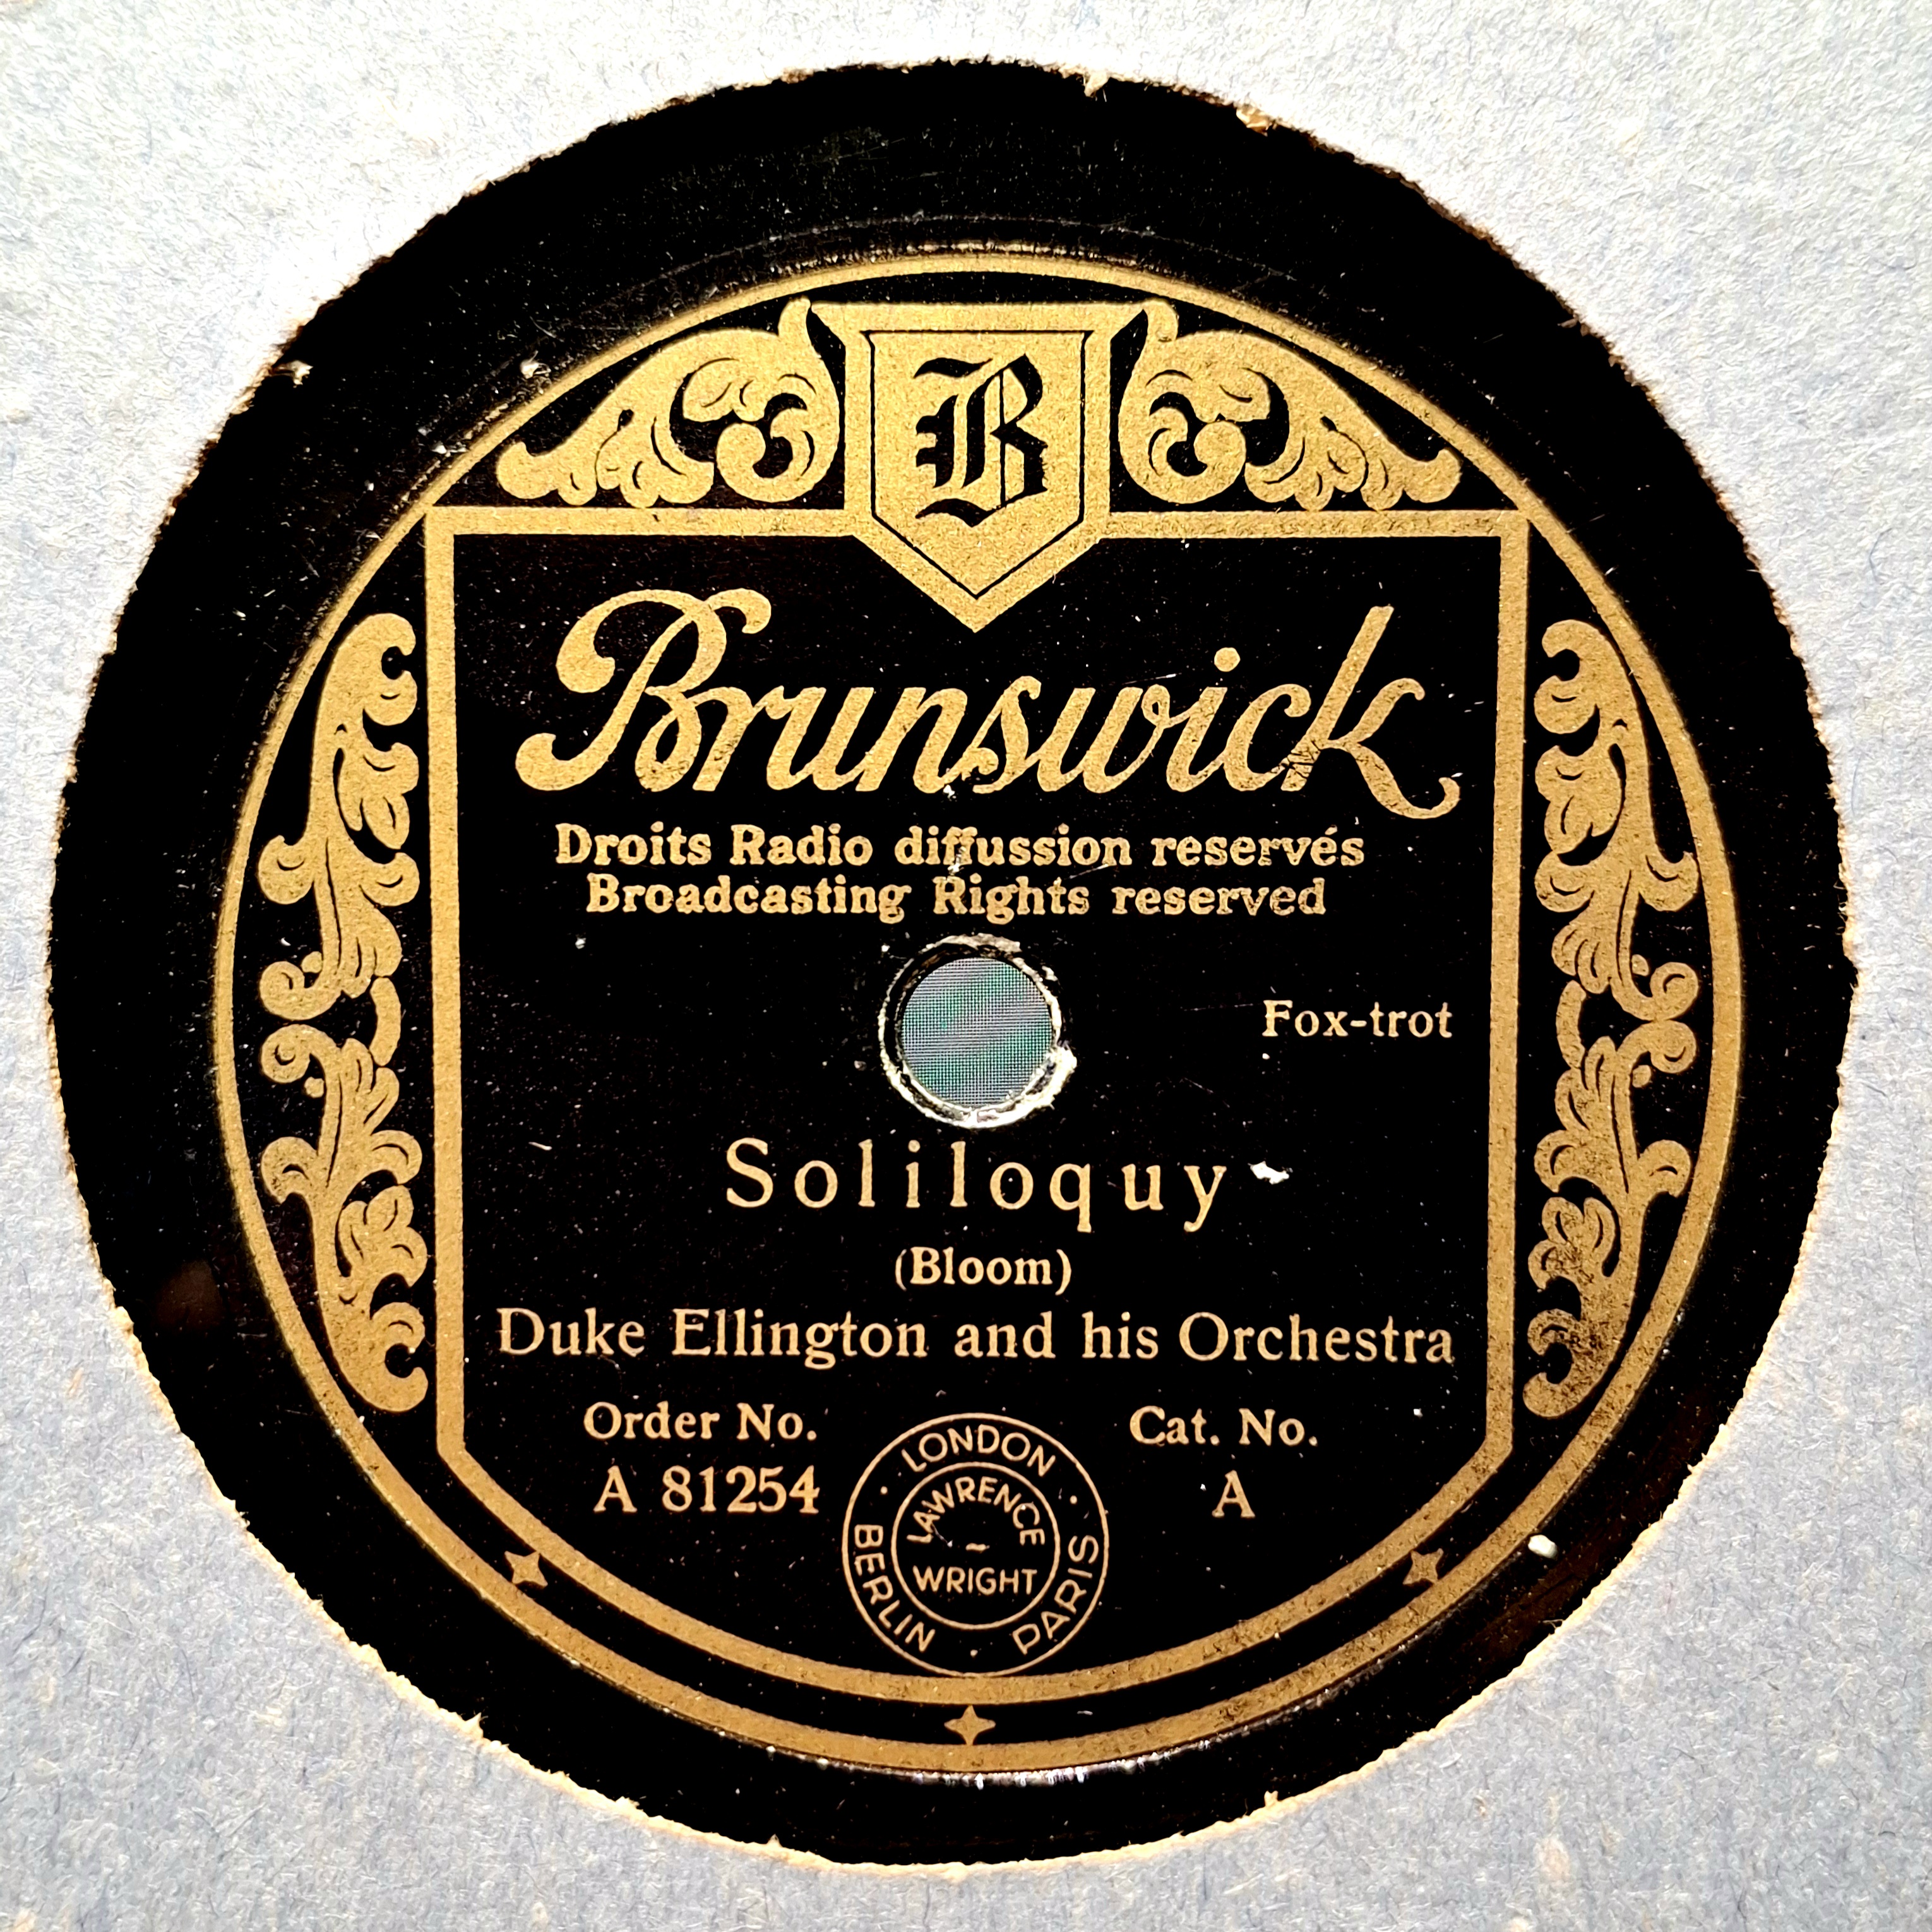 B
Brunswick
Droits Radio diffussion reservés
Broadcasting Rights reserved
Fox-trot
Soliloquy
(Bloom)
Duke Ellington and his Orchestra
Order No.
A 81254
Cat. No.
A
LONDON
LAWRENCE
-
WRIGHT
BERLIN
PARIS